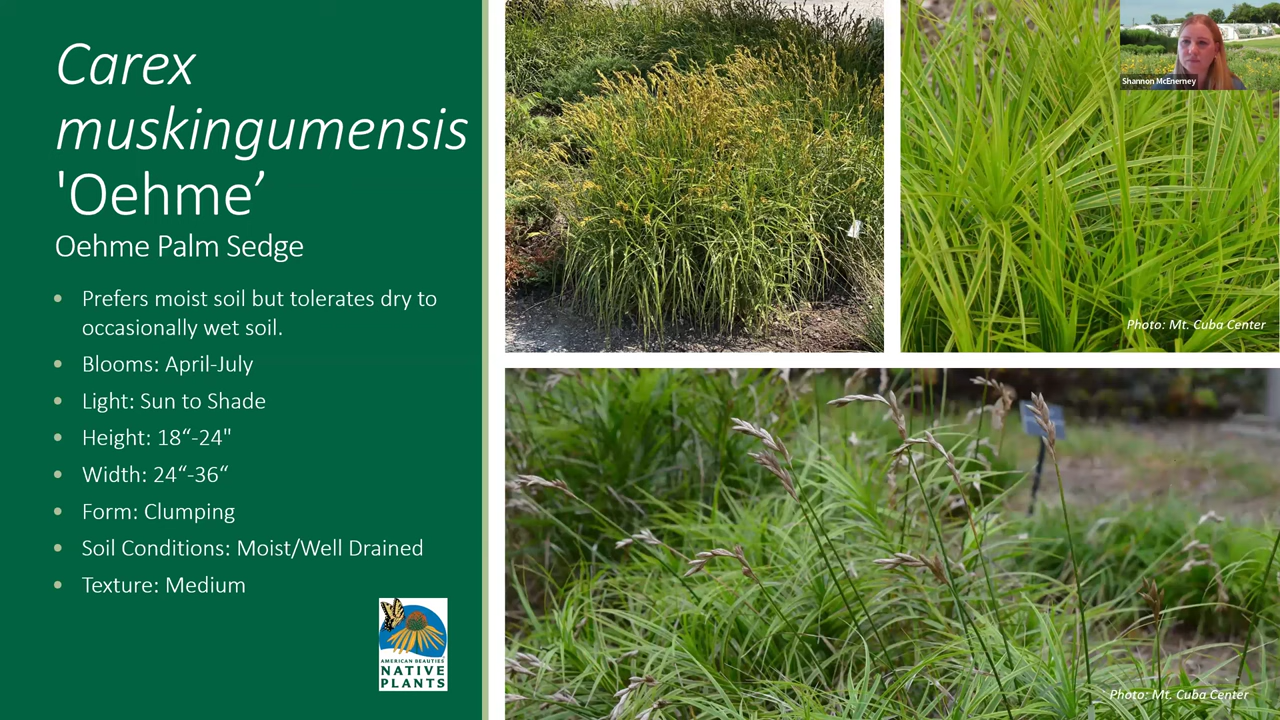 Carex
muskingumensis
'Oehme’
Oehme Palm Sedge
• Prefers moist soil but tolerates dry to
occasionally wet soil.
• Blooms: April-July
• Light: Sun to Shade
• Height: 18“-24"
• Width: 24“-36“
• Form: Clumping
• Soil Conditions: Moist/Well Drained
• Texture: Medium
AMERICAN BEAUTIES
NATIVE
PLANTS
Shannon McEnerney
Photo: Mt. Cuba Center
Photo: Mt. Cuba Center